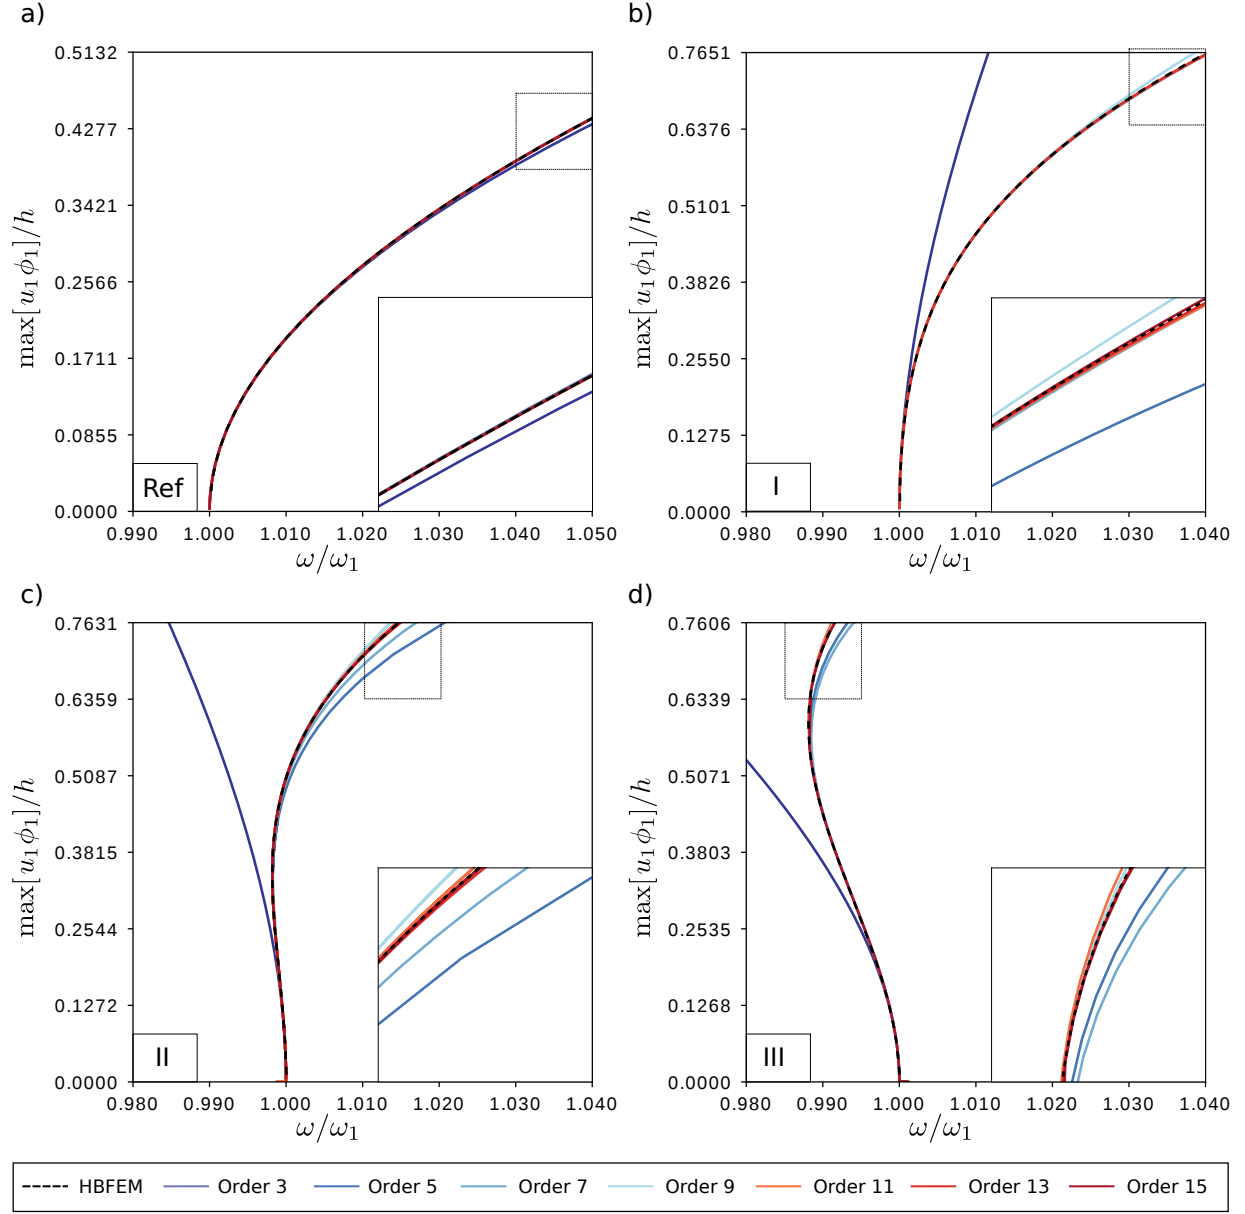 a)
max[u₁ϕ₁]/h
0.5132
0.4277
0.3421
0.2566
0.1711
0.0855
0.0000
Ref
0.990 1.000 1.010 1.020 1.030 1.040 1.050
ω/ω₁
b)
max[u₁ϕ₁]/h
0.7651
0.6376
0.5101
0.3826
0.2550
0.1275
0.0000
I
0.980 0.990 1.000 1.010 1.020 1.030 1.040
ω/ω₁
c)
max[u₁ϕ₁]/h
0.7631
0.6359
0.5087
0.3815
0.2544
0.1272
0.0000
II
0.980 0.990 1.000 1.010 1.020 1.030 1.040
ω/ω₁
d)
max[u₁ϕ₁]/h
0.7606
0.6339
0.5071
0.3803
0.2535
0.1268
0.0000
III
0.980 0.990 1.000 1.010 1.020 1.030 1.040
ω/ω₁
HBFEM Order 3 Order 5 Order 7 Order 9 Order 11 Order 13 Order 15